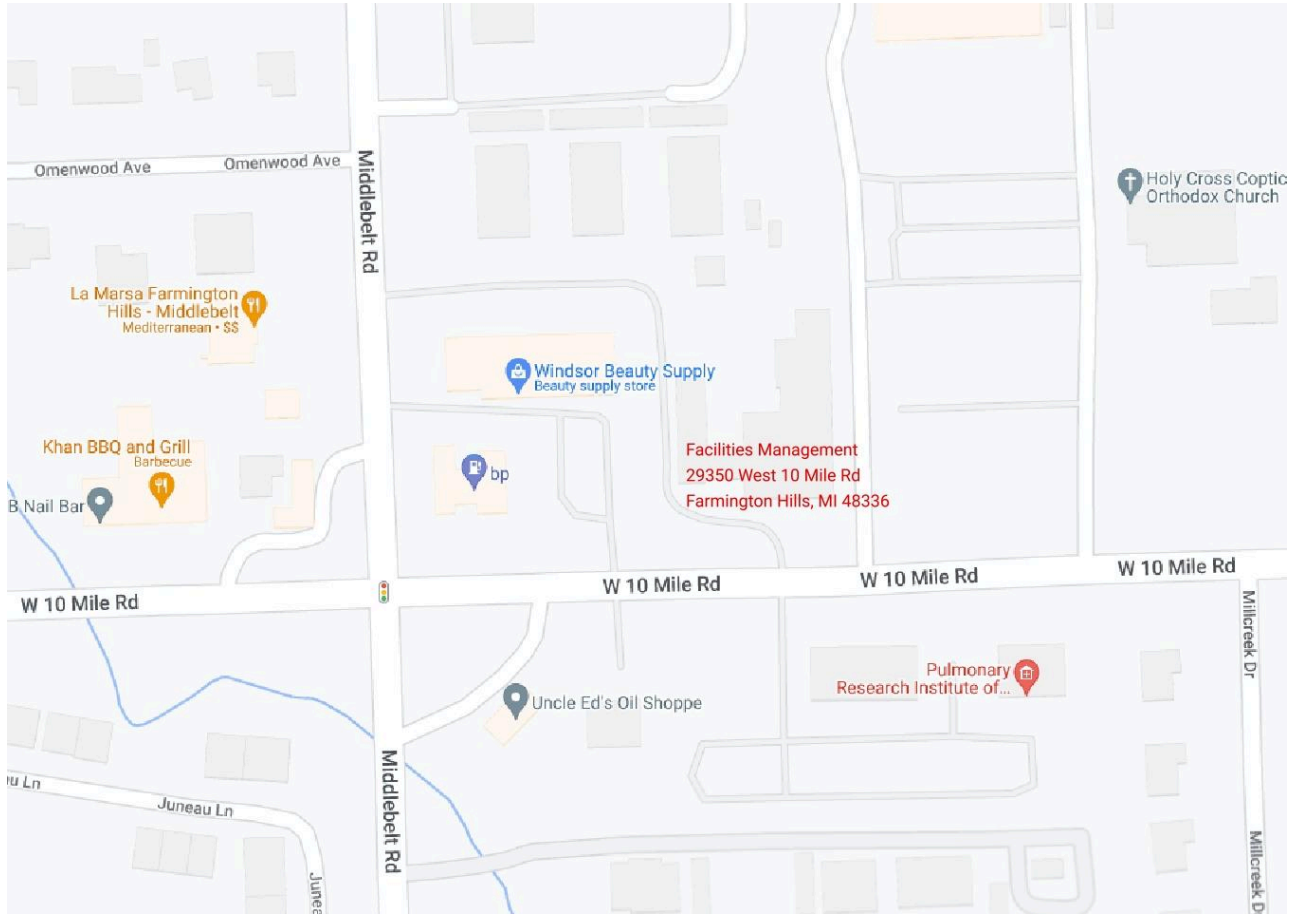 Omenwood Ave
Omenwood Ave
Middlebelt Rd
Holy Cross Coptic
Orthodox Church
La Marsa Farmington
Hills - Middlebelt
Mediterranean • $$
Windsor Beauty Supply
Beauty supply store
Khan BBQ and Grill
Barbecue
B Nail Bar
bp
Facilities Management
29350 West 10 Mile Rd
Farmington Hills, MI 48336
W 10 Mile Rd
W 10 Mile Rd
W 10 Mile Rd
W 10 Mile Rd
Millcreek Dr
Pulmonary
Research Institute of...
Uncle Ed's Oil Shoppe
Middlebelt Rd
u Ln
Juneau Ln
Junea
Millcreek D